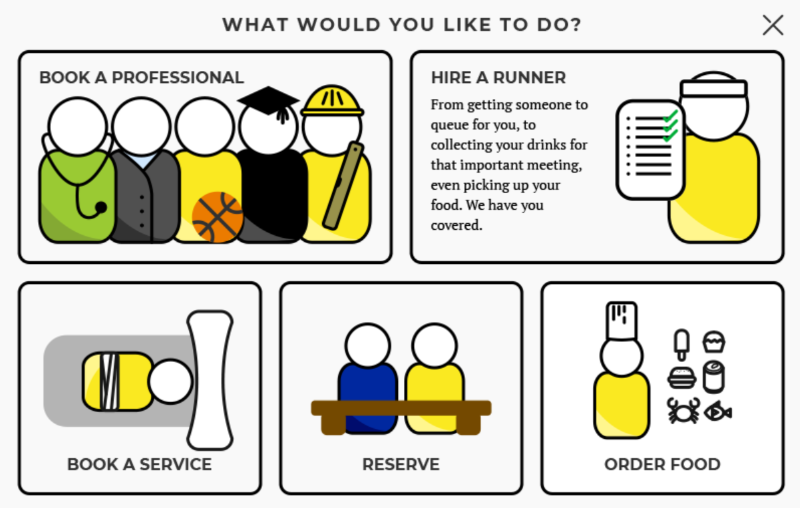 WHAT WOULD YOU LIKE TO DO?
BOOK A PROFESSIONAL
HIRE A RUNNER
From getting someone to
queue for you, to
collecting your drinks for
that important meeting,
even picking up your
food. We have you
covered.
BOOK A SERVICE
RESERVE
ORDER FOOD